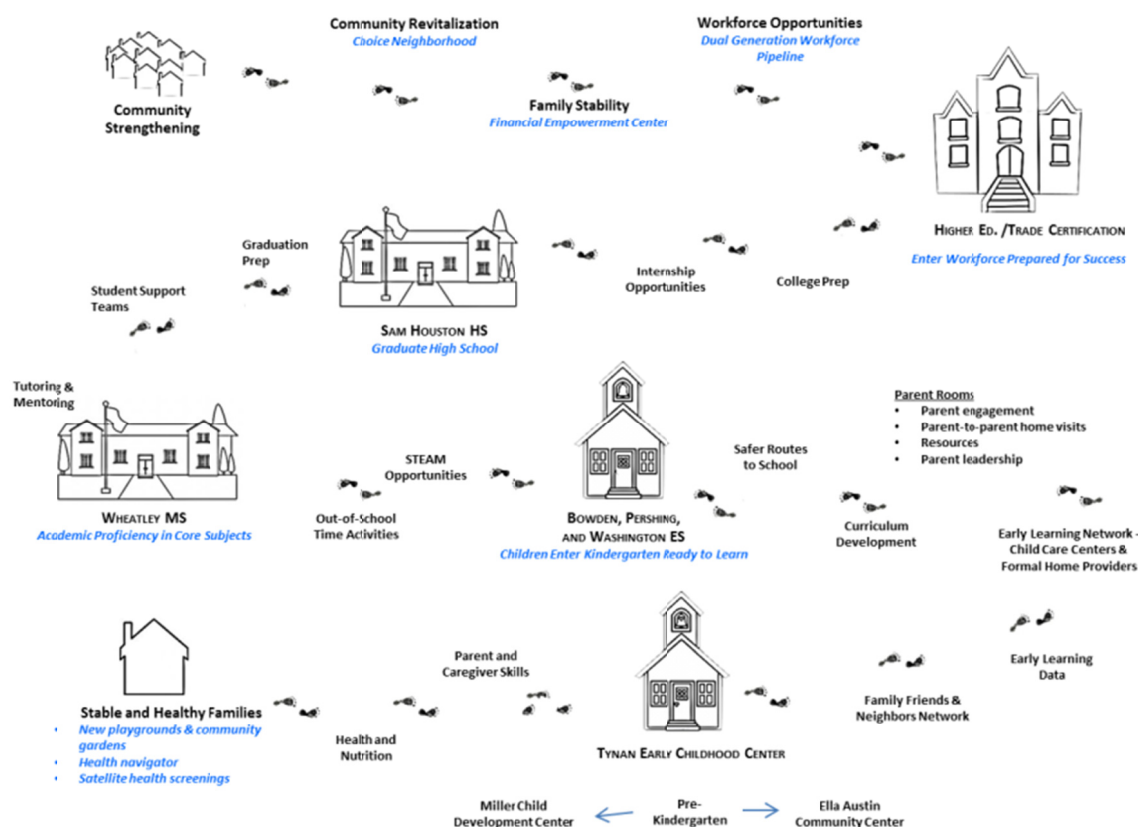 Community Revitalization
Choice Neighborhood
Workforce Opportunities
Dual Generation Workforce
Pipeline
Community
Strengthening
Family Stability
Financial Empowerment Center
HIGHER ED. /TRADE CERTIFICATION
Enter Workforce Prepared for Success
Graduation
Prep
Student Support
Teams
Internship
Opportunities
College Prep
SAM HOUSTON HS
Graduate High School
Tutoring &
Mentoring
WHEATLEY MS
Academic Proficiency in Core Subjects
STEAM
Opportunities
Out-of-School
Time Activities
BOWDEN, PERSHING,
AND WASHINGTON ES
Children Enter Kindergarten Ready to Learn
Safer Routes
to School
Parent Rooms
• Parent engagement
• Parent-to-parent home visits
• Resources
• Parent leadership
Curriculum
Development
Early Learning Network -
Child Care Centers &
Formal Home Providers
Stable and Healthy Families
• New playgrounds & community
gardens
• Health navigator
• Satellite health screenings
Health and
Nutrition
Parent and
Caregiver Skills
TYNAN EARLY CHILDHOOD CENTER
Family Friends &
Neighbors Network
Early Learning
Data
Miller Child
Development Center
Pre-
Kindergarten
Ella Austin
Community Center